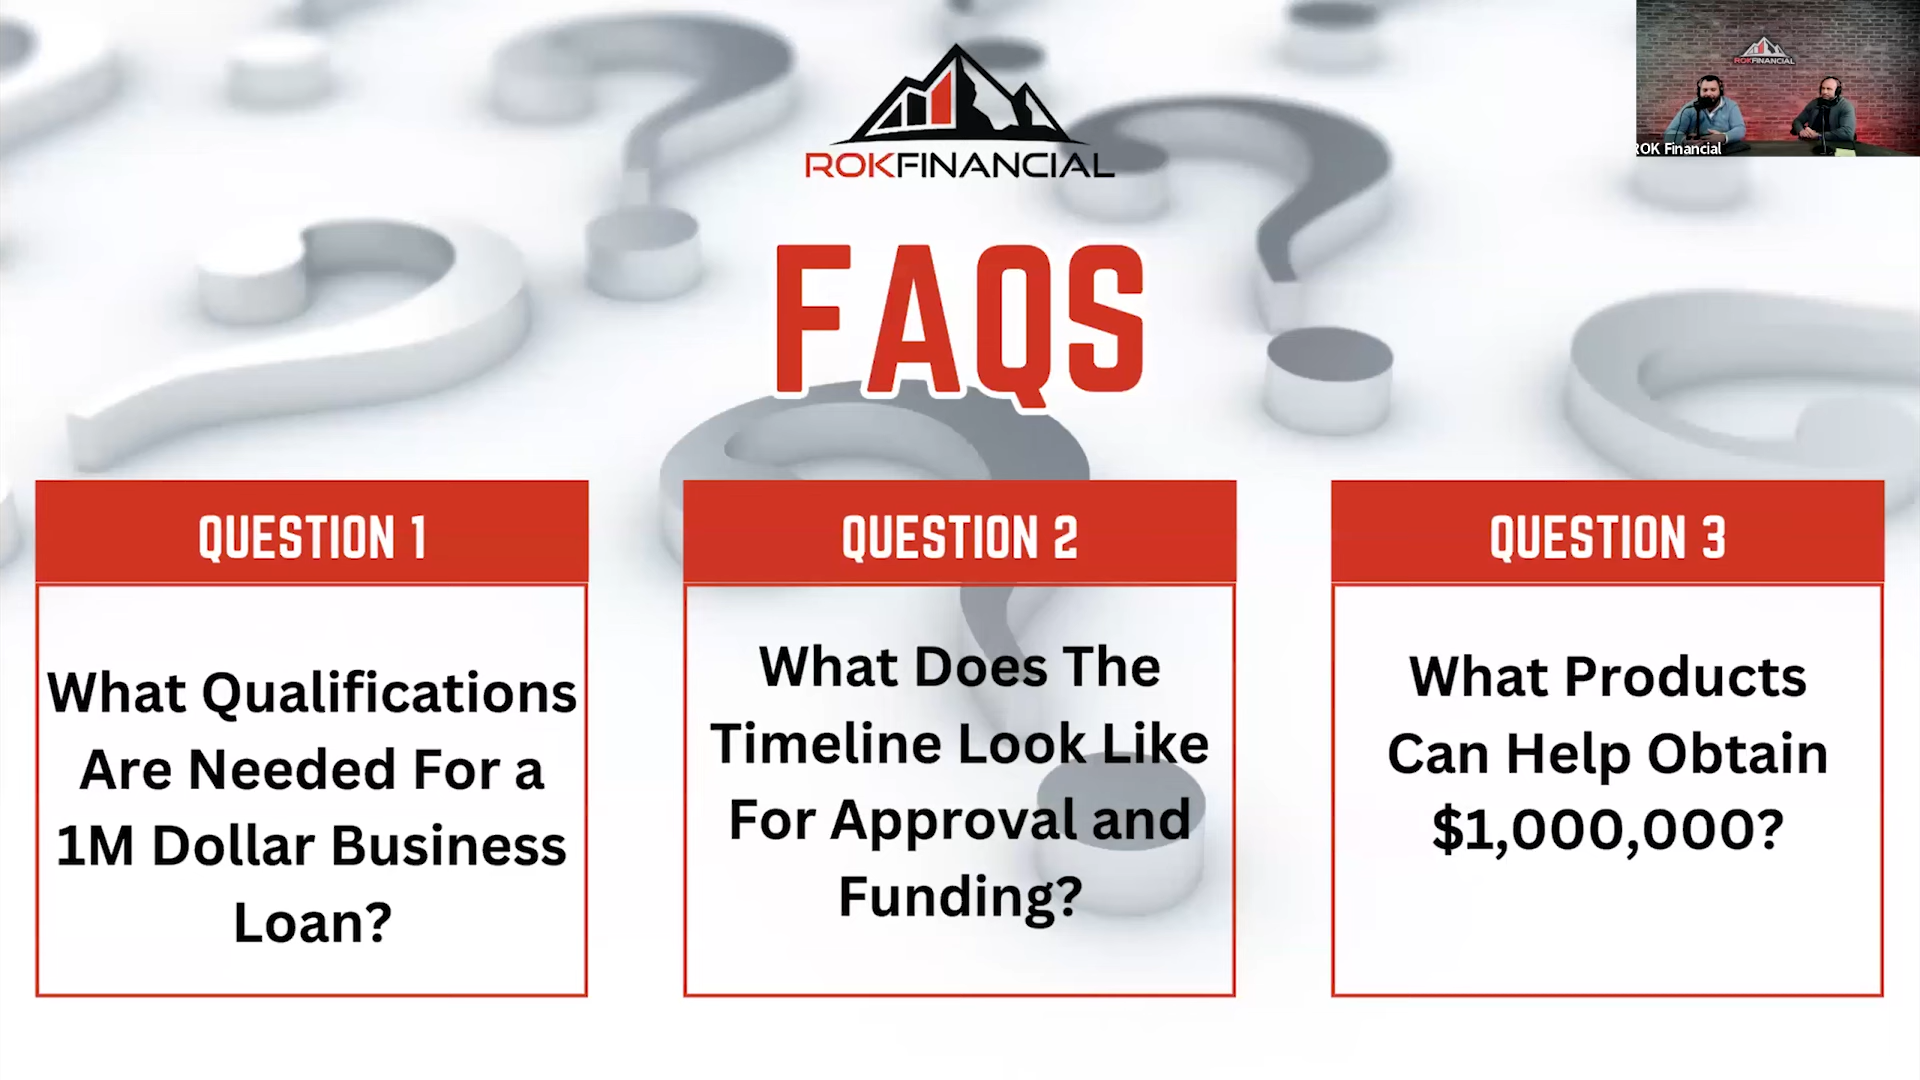 ROKFINANCIAL
ROKFINANCIAL
ROK Financial
FAQS
QUESTION 1
What Qualifications
Are Needed For a
1M Dollar Business
Loan?
QUESTION 2
What Does The
Timeline Look Like
For Approval and
Funding?
QUESTION 3
What Products
Can Help Obtain
$1,000,000?